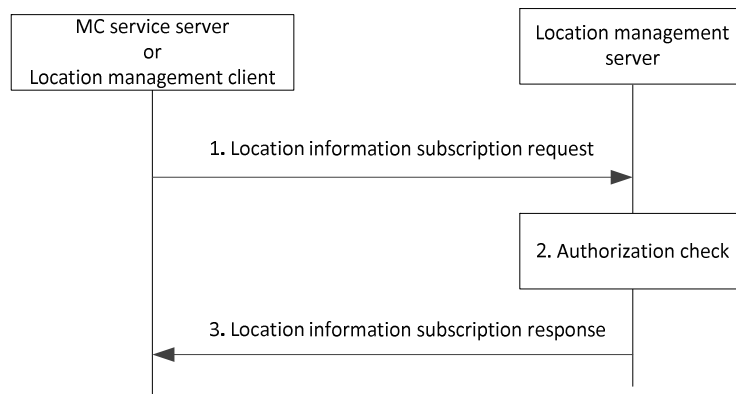 MC service server
or
Location management client
Location management
server
1. Location information subscription request
2. Authorization check
3. Location information subscription response